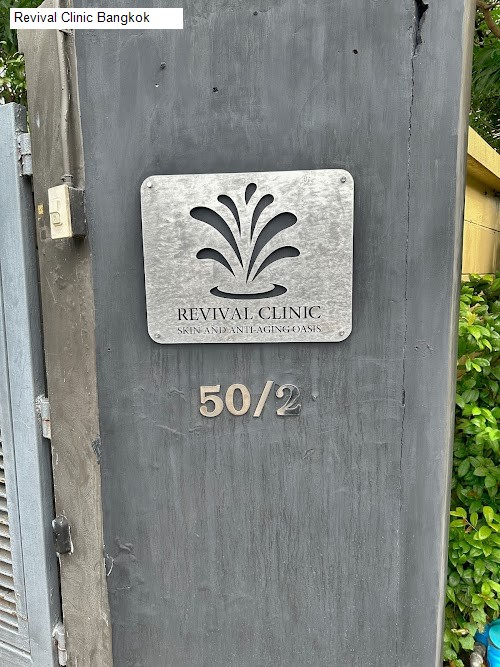 Revival Clinic Bangkok
REVIVAL CLINIC
SKIN AND ANTI-AGING OASIS
50/2